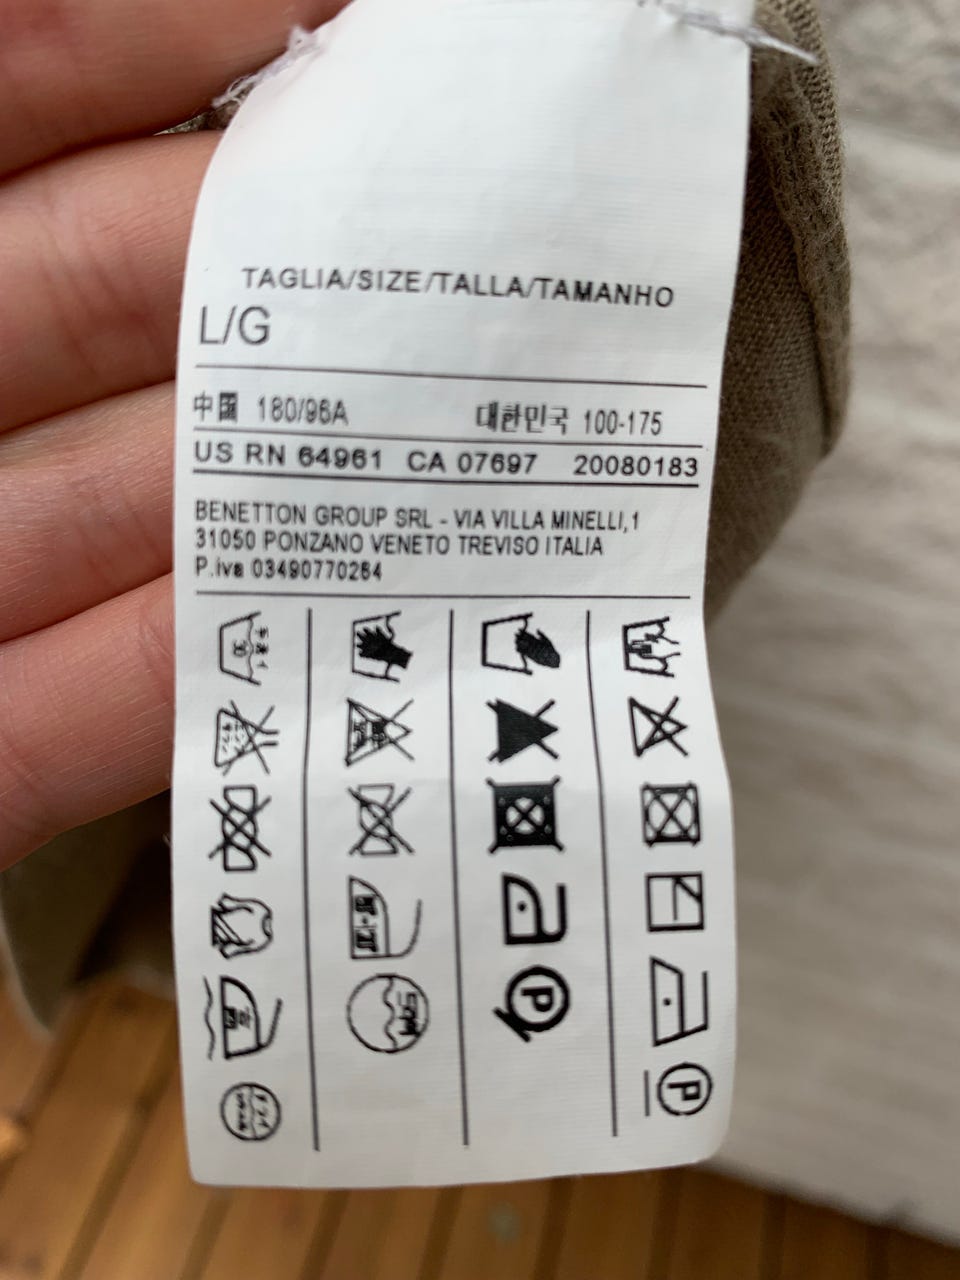 TAGLIA/SIZE/TALLA/TAMANHO
L/G
中国 180/96A 대한민국 100-175
US RN 64961 CA 07697 20080183
BENETTON GROUP SRL - VIA VILLA MINELLI,1
31050 PONZANO VENETO TREVISO ITALIA
P.iva 03490770264
30
P
P